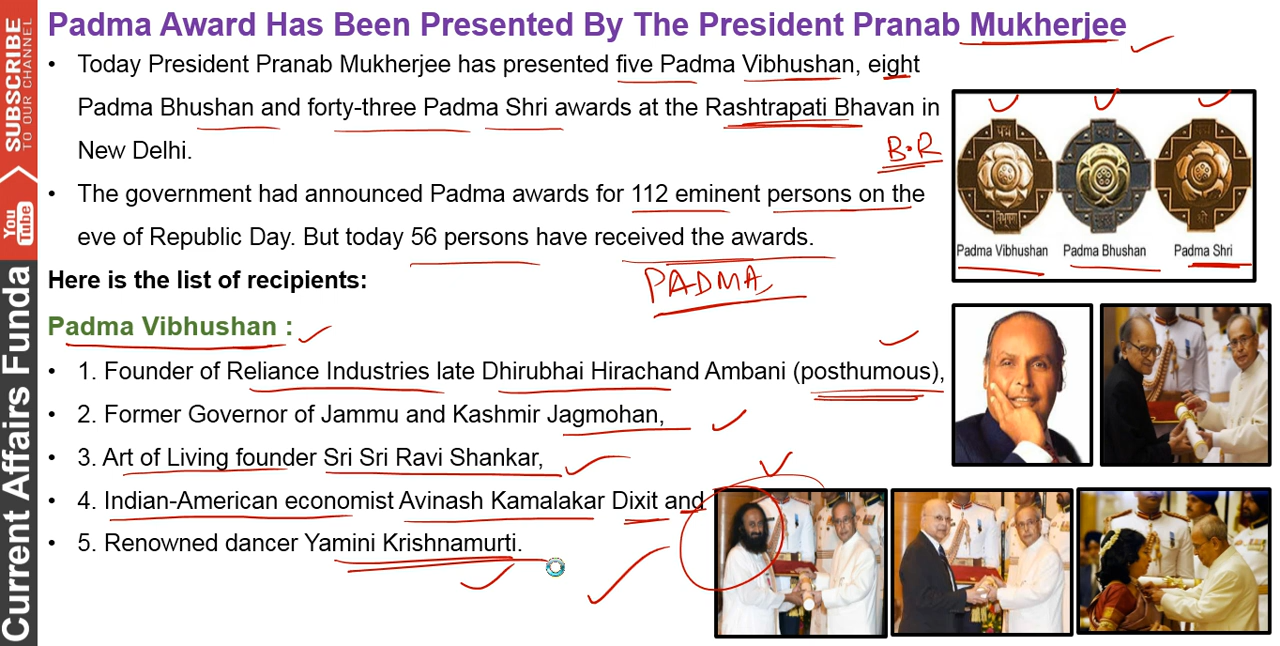 Padma Award Has Been Presented By The President Pranab Mukherjee
• Today President Pranab Mukherjee has presented five Padma Vibhushan, eight
Padma Bhushan and forty-three Padma Shri awards at the Rashtrapati Bhavan in
New Delhi.
B.R
• The government had announced Padma awards for 112 eminent persons on the
eve of Republic Day. But today 56 persons have received the awards.
Here is the list of recipients:
PADMA
Padma Vibhushan :
• 1. Founder of Reliance Industries late Dhirubhai Hirachand Ambani (posthumous),
• 2. Former Governor of Jammu and Kashmir Jagmohan,
• 3. Art of Living founder Sri Sri Ravi Shankar,
• 4. Indian-American economist Avinash Kamalakar Dixit and
• 5. Renowned dancer Yamini Krishnamurti.
पद्म
विभूषण
पद्म
पद्म
श्री
Padma Vibhushan
Padma Bhushan
Padma Shri
SUBSCRIBE
TO OUR CHANNEL
You
Tube
Current Affairs Funda